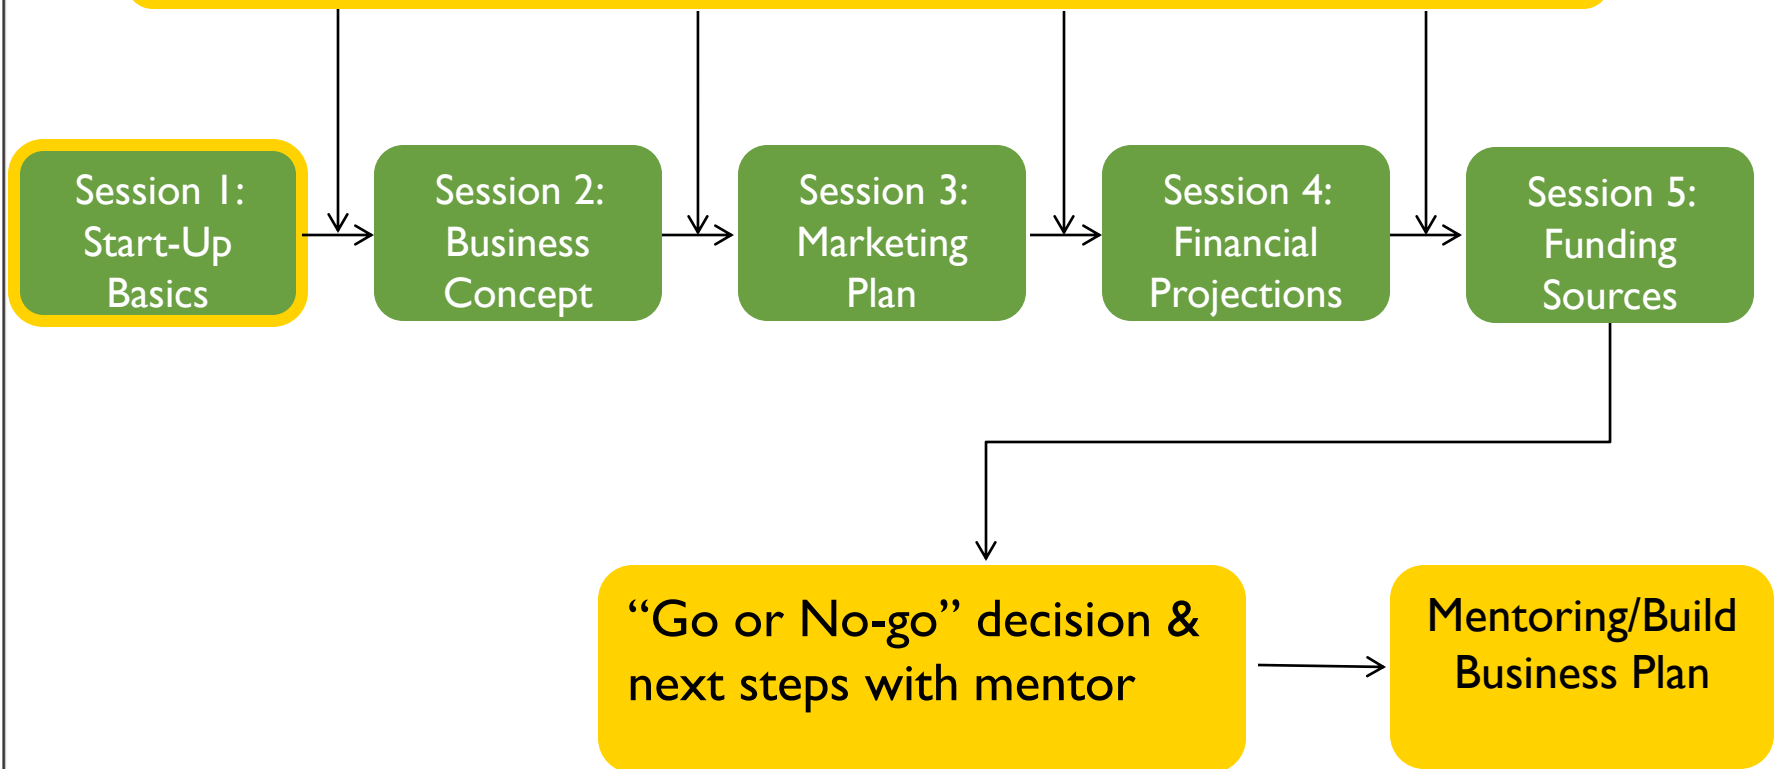 Session 1:
Start-Up
Basics
Session 2:
Business
Concept
Session 3:
Marketing
Plan
Session 4:
Financial
Projections
Session 5:
Funding
Sources
“Go or No-go” decision &
next steps with mentor
Mentoring/Build
Business Plan